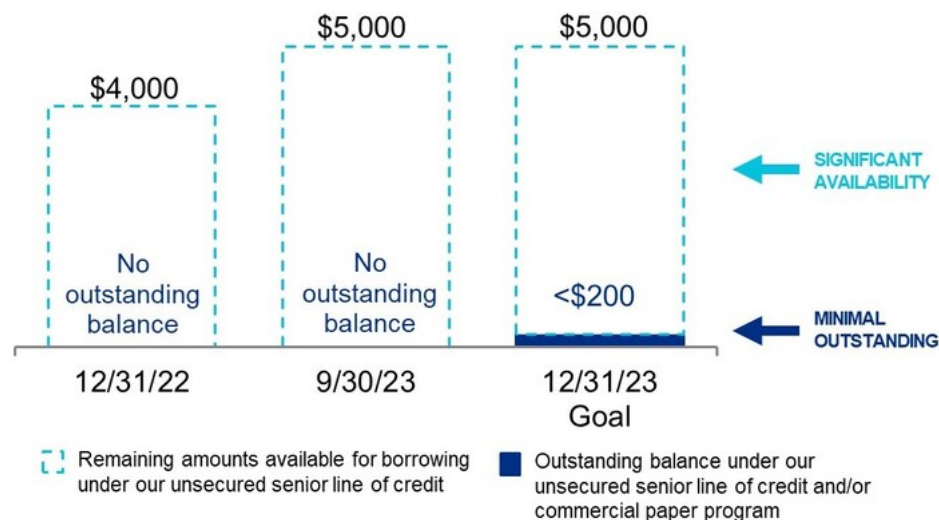 $4,000
$5,000
$5,000
SIGNIFICANT
AVAILABILITY
No
outstanding
balance
No
outstanding
balance
<$200
MINIMAL
OUTSTANDING
12/31/22
9/30/23
12/31/23
Goal
Remaining amounts available for borrowing
under our unsecured senior line of credit
Outstanding balance under our
unsecured senior line of credit and/or
commercial paper program